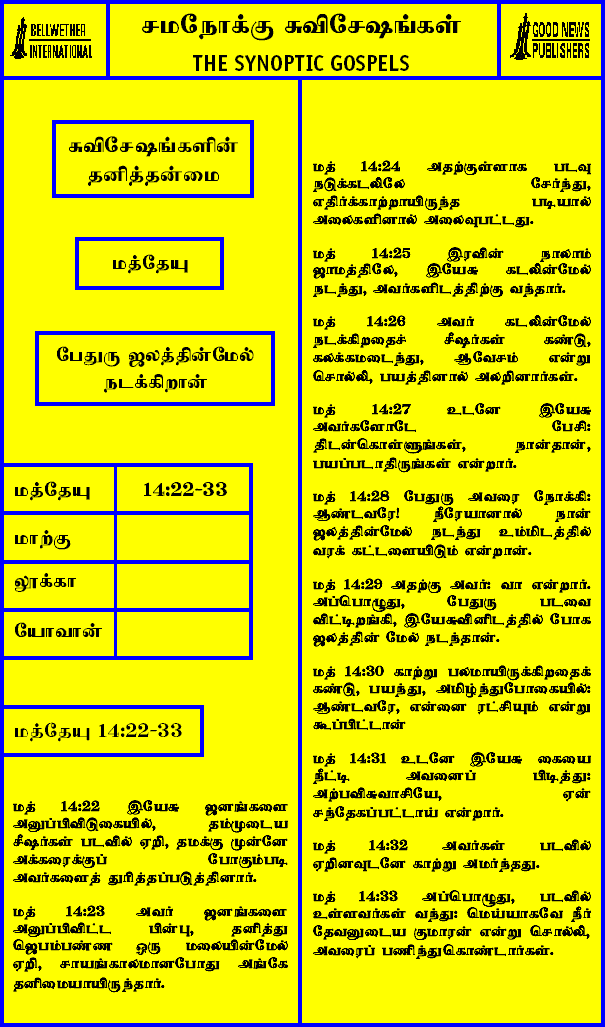 BELLWETHER
INTERNATIONAL
சமநோக்கு சுவிசேஷங்கள்
THE SYNOPTIC GOSPELS
GOOD NEWS
PUBLISHERS
சுவிசேஷங்களின்
தனித்தன்மை
மத்தேயு
பேதுரு ஜலத்தின்மேல்
நடக்கிறான்
மத்தேயு 14:22-33
மாற்கு
லூக்கா
யோவான்
மத்தேயு 14:22-33
மத் 14:22 இயேசு ஜனங்களை
அனுப்பிவிடுகையில், தம்முடைய
சீஷர்கள் படவில் ஏறி, தமக்கு முன்னே
அக்கரைக்குப் போகும்படி
அவர்களைத் துரிதப்படுத்தினார்.
மத் 14:23 அவர் ஜனங்களை
அனுப்பிவிட்ட பின்பு, தனித்து
ஜெபம்பண்ண ஒரு மலையின்மேல்
ஏறி, சாயங்காலமானபோது அங்கே
தனிமையாயிருந்தார்.
மத் 14:24 அதற்குள்ளாக படவு
நடுக்கடலிலே சேர்ந்து,
எதிர்க்காற்றாயிருந்த படியால்
அலைகளினால் அலைவுபட்டது.
மத் 14:25 இரவின் நாலாம்
ஜாமத்திலே, இயேசு கடலின்மேல்
நடந்து, அவர்களிடத்திற்கு வந்தார்.
மத் 14:26 அவர் கடலின்மேல்
நடக்கிறதைச் சீஷர்கள் கண்டு,
கலக்கமடைந்து, ஆவேசம் என்று
சொல்லி, பயத்தினால் அலறினார்கள்.
மத் 14:27 உடனே இயேசு
அவர்களோடே பேசி:
திடன்கொள்ளுங்கள், நான்தான்,
பயப்படாதிருங்கள் என்றார்.
மத் 14:28 பேதுரு அவரை நோக்கி:
ஆண்டவரே! நீரேயானால் நான்
ஜலத்தின்மேல் நடந்து உம்மிடத்தில்
வரக் கட்டளையிடும் என்றான்.
மத் 14:29 அதற்கு அவர்: வா என்றார்.
அப்பொழுது, பேதுரு படவை
விட்டிறங்கி, இயேசுவினிடத்தில் போக
ஜலத்தின் மேல் நடந்தான்.
மத் 14:30 காற்று பலமாயிருக்கிறதைக்
கண்டு, பயந்து, அமிழ்ந்துபோகையில்:
ஆண்டவரே, என்னை ரட்சியும் என்று
கூப்பிட்டான்
மத் 14:31 உடனே இயேசு கையை
நீட்டி அவனைப் பிடித்து:
அற்பவிசுவாசியே, ஏன்
சந்தேகப்பட்டாய் என்றார்.
மத் 14:32 அவர்கள் படவில்
ஏறினவுடனே காற்று அமர்ந்தது.
மத் 14:33 அப்பொழுது, படவில்
உள்ளவர்கள் வந்து: மெய்யாகவே நீர்
தேவனுடைய குமாரன் என்று சொல்லி,
அவரைப் பணிந்துகொண்டார்கள்.